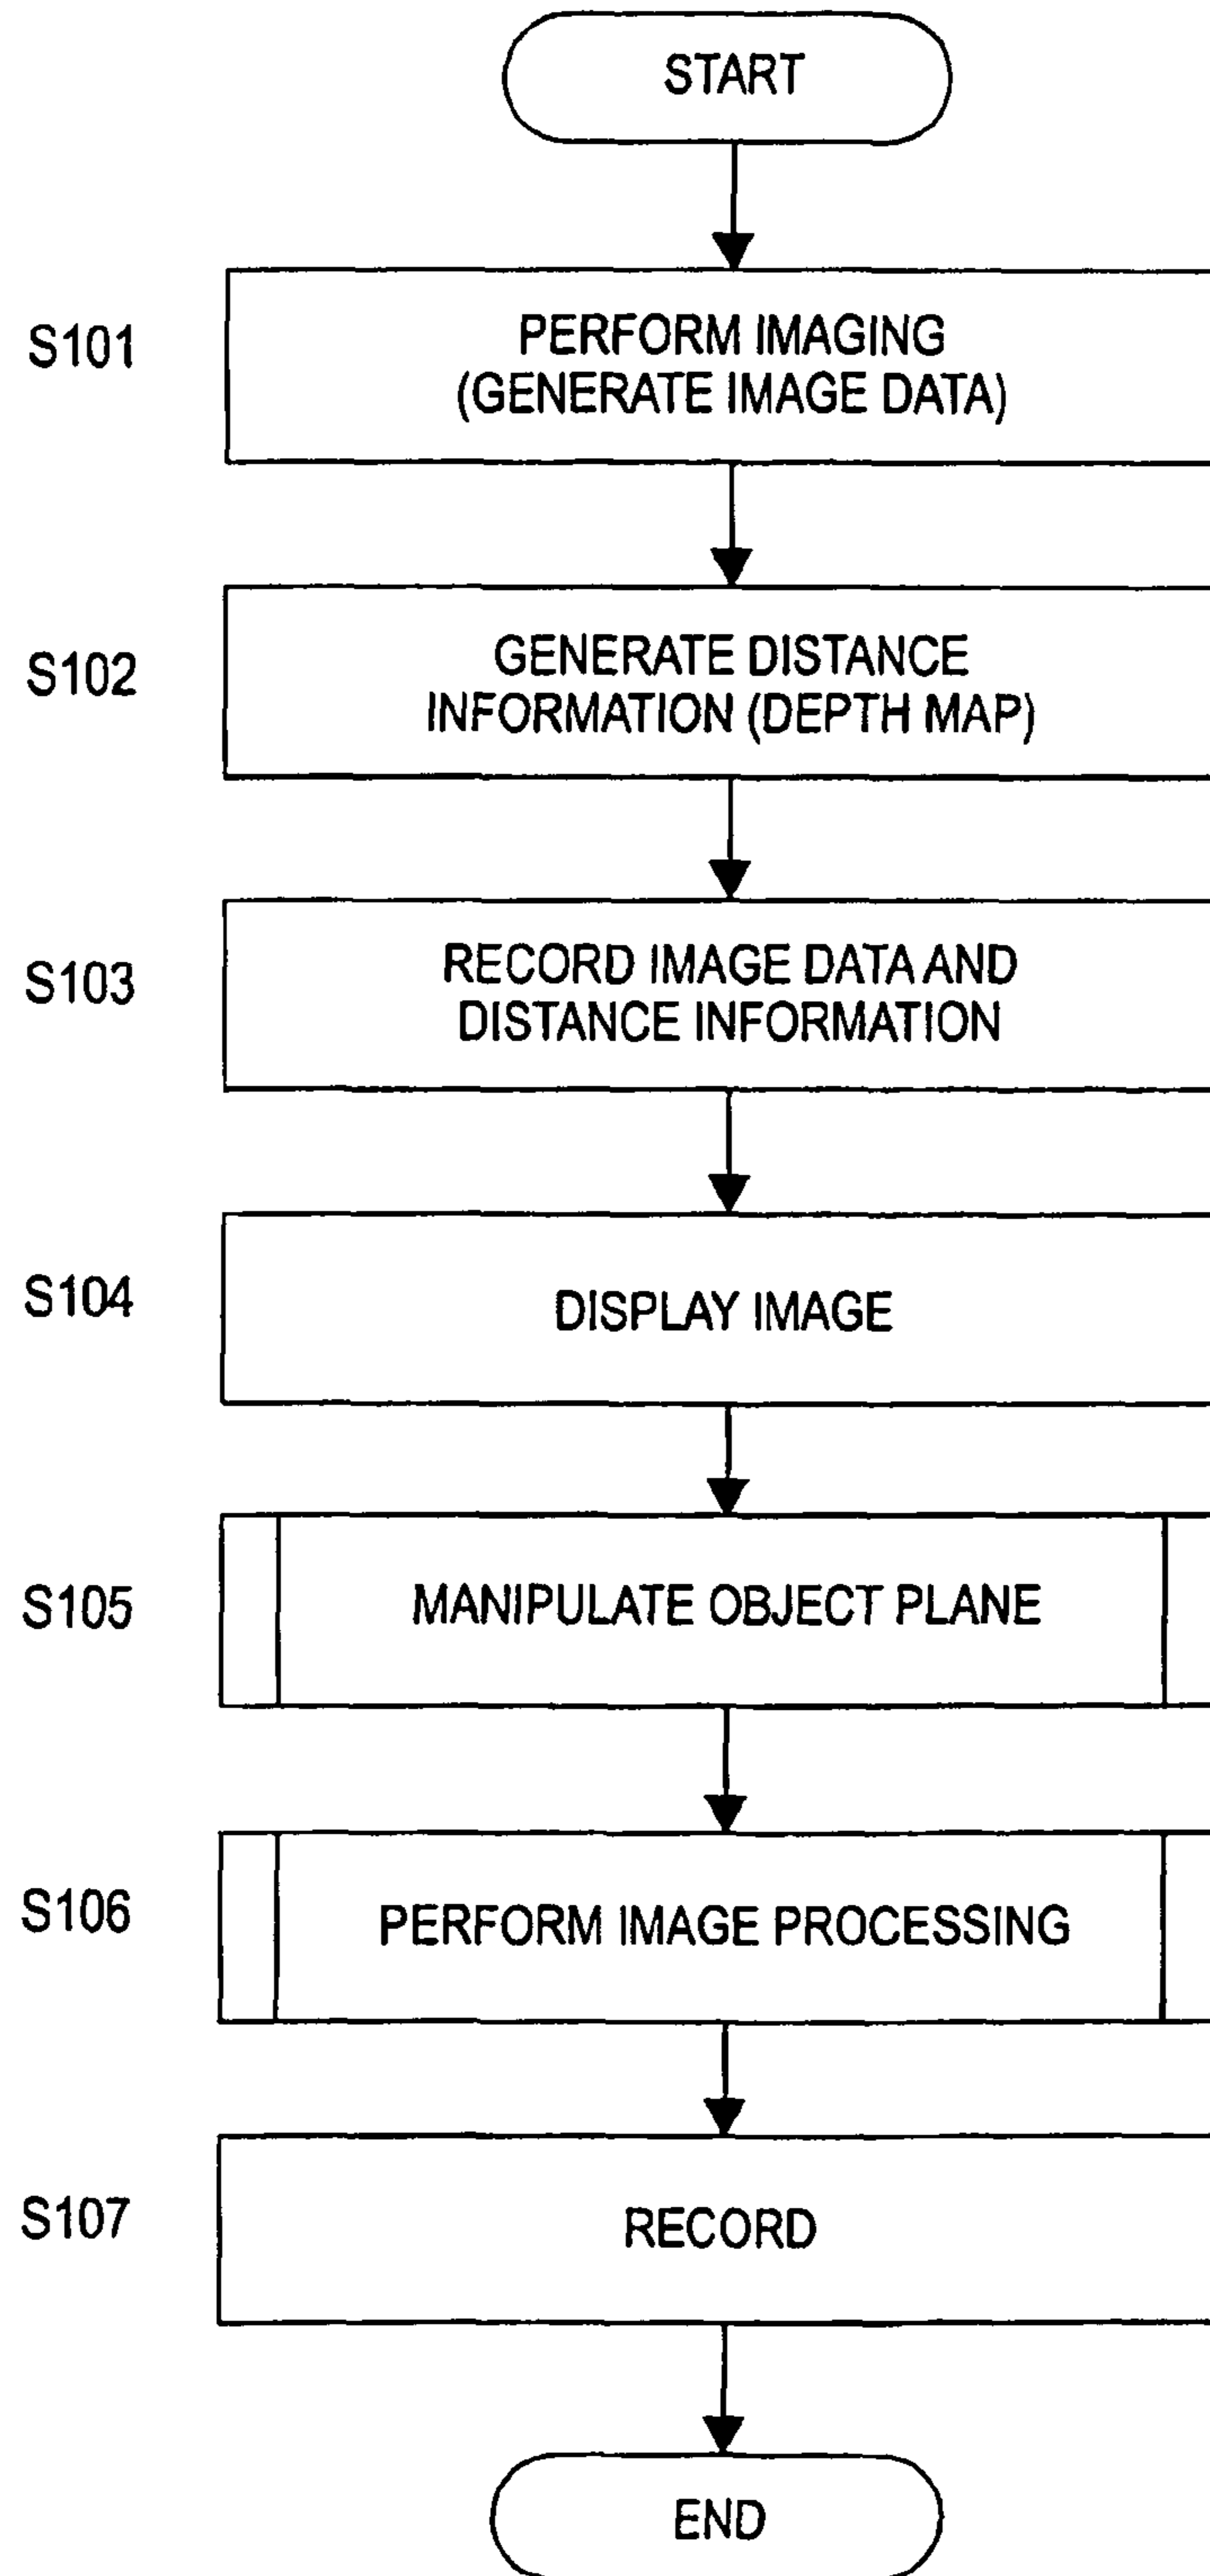 START
S101
PERFORM IMAGING
(GENERATE IMAGE DATA)
S102
GENERATE DISTANCE
INFORMATION (DEPTH MAP)
S103
RECORD IMAGE DATA AND
DISTANCE INFORMATION
S104
DISPLAY IMAGE
S105
MANIPULATE OBJECT PLANE
S106
PERFORM IMAGE PROCESSING
S107
RECORD
END